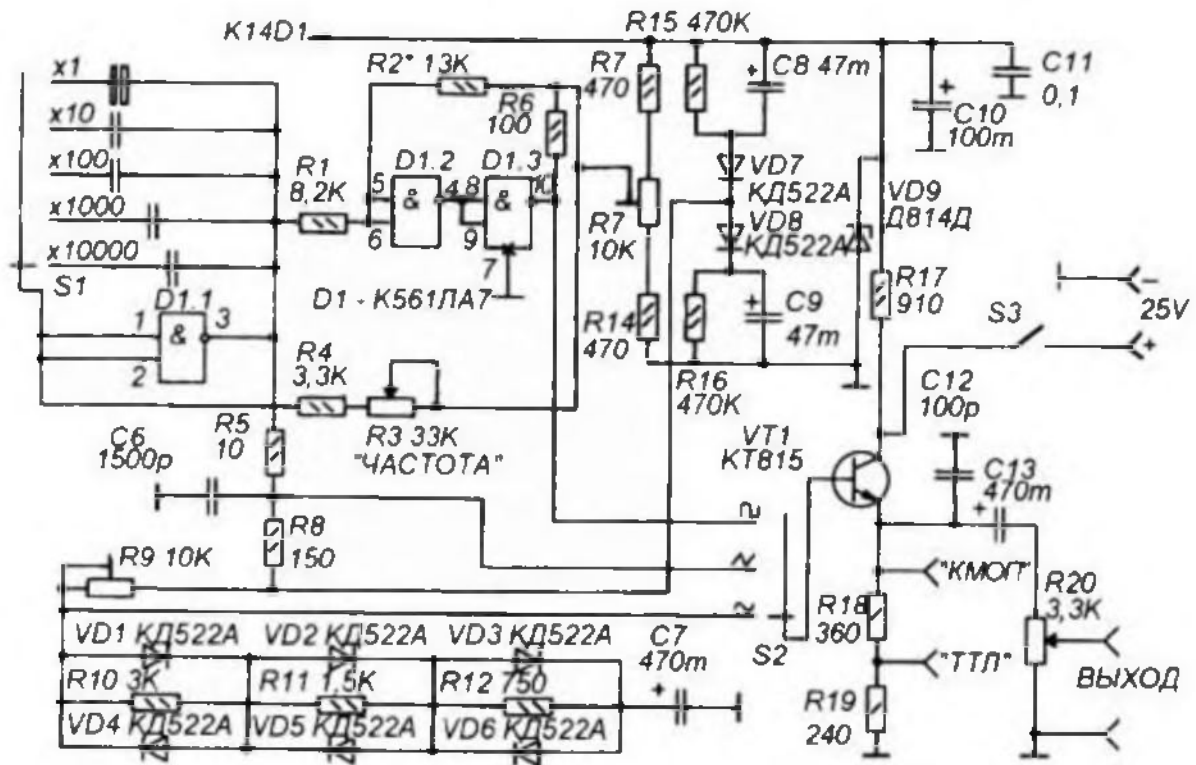 R15 470K
K14D1
x1
R2* 13K
R7
470
C8 47m
C11
0,1
x10
R6
100
C10
100m
x100
R1
8,2K
D1.2
D1.3
VD7
КД522А
VD9
Д814Д
x1000
5
&
4
8
&
10
6
9
R7
10K
VD8
КД522А
x10000
7
R17
910
S1
D1.1
D1 - К561ЛА7
1
&
3
2
R14
470
C9
47m
S3
−
25V
+
R4
3,3K
R16
470K
C12
100p
C6
1500p
R5
10
R3 33K
"ЧАСТОТА"
VT1
КТ815
C13
470m
R8
150
R9 10K
"КМОП"
R20
3,3K
R18
360
VD1 КД522А
VD2 КД522А
VD3 КД522А
C7
470m
S2
"ТТЛ"
ВЫХОД
R10 3K
R11 1,5K
R12 750
R19
240
VD4 КД522А
VD5 КД522А
VD6 КД522А